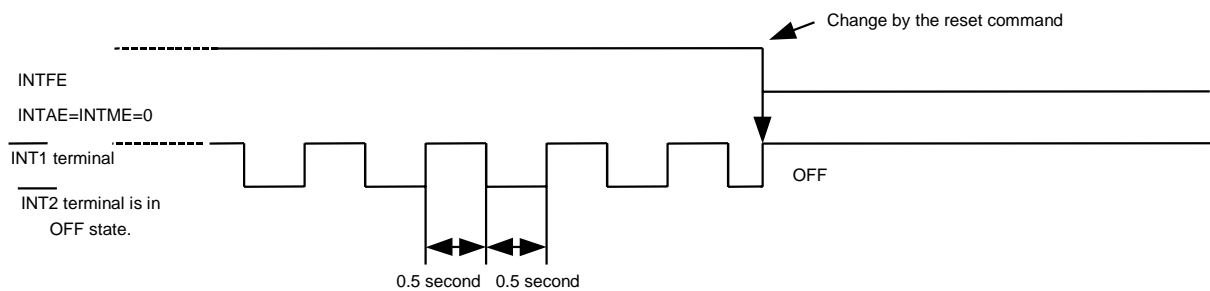 Change by the reset command
INTFE
INTAE=INTME=0
INT1 terminal
OFF
INT2 terminal is in
OFF state.
0.5 second 0.5 second